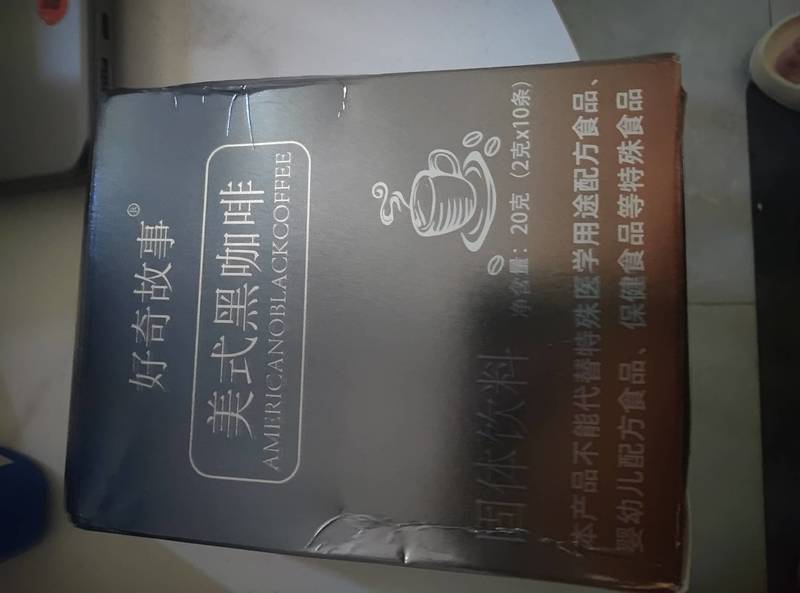 好奇故事®
美式黑咖啡
AMERICANOBLACKCOFFEE
净含量：20克（2克x10条）
固体饮料
本产品不能代替特殊医学用途配方食品、
婴幼儿配方食品、保健食品等特殊食品